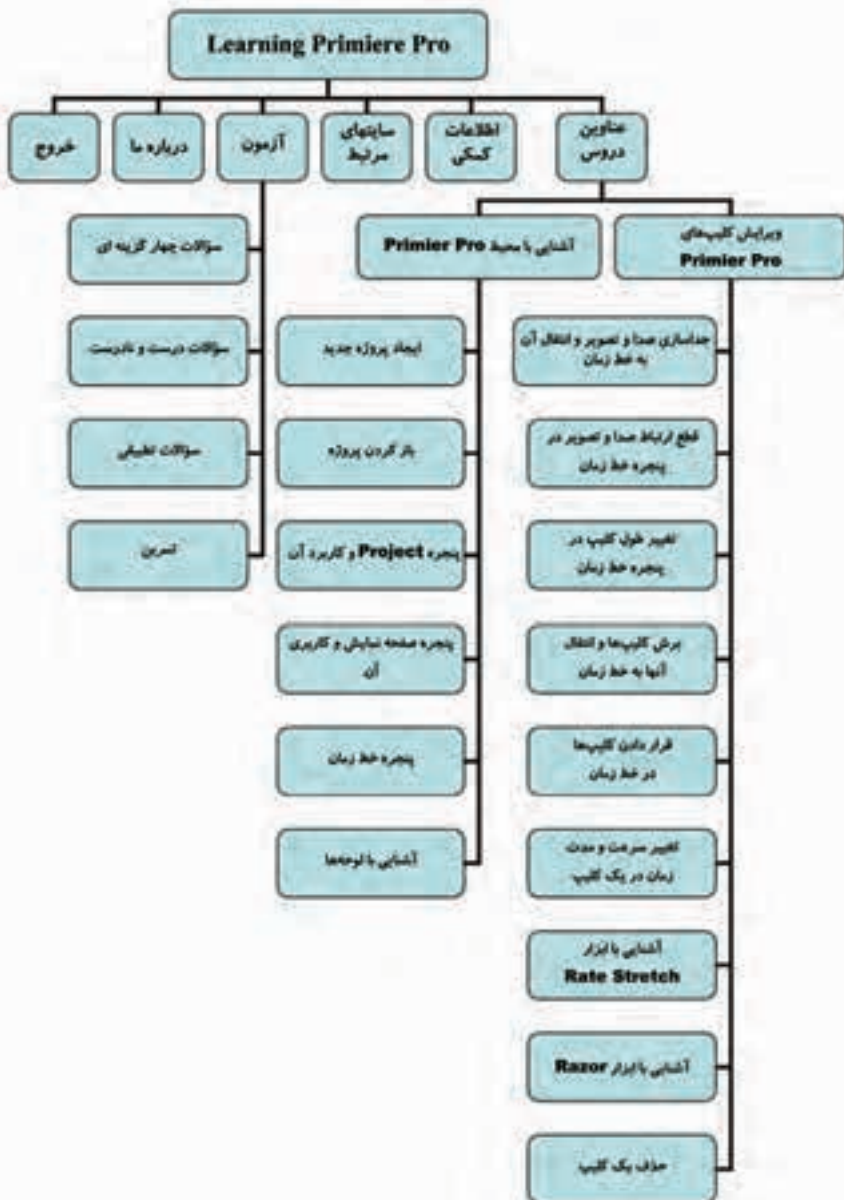 Learning Primiere Pro
عناوین
دروس
اطلاعات
کمکی
سایتهای
مرتبط
آزمون
درباره ما
خروج
ویرایش کلیپ‌های
Primier Pro
جداسازی صدا و تصویر و انتقال آن
به خط زمان
قطع ارتباط صدا و تصویر در
پنجره خط زمان
تغییر طول کلیپ در
پنجره خط زمان
برش کلیپ‌ها و انتقال
آنها به خط زمان
قرار دادن کلیپ‌ها
در خط زمان
تغییر سرعت و مدت
زمان در یک کلیپ
آشنایی با ابزار
Rate Stretch
آشنایی با ابزار Razor
حذف یک کلیپ
آشنایی با محیط Primier Pro
ایجاد پروژه جدید
باز کردن پروژه
پنجره Project و کاربرد آن
پنجره صفحه نمایش و کاربری
آن
پنجره خط زمان
آشنایی با لوحه‌ها
سؤالات چهار گزینه ای
سؤالات درست و نادرست
سؤالات تطبیقی
تمرین